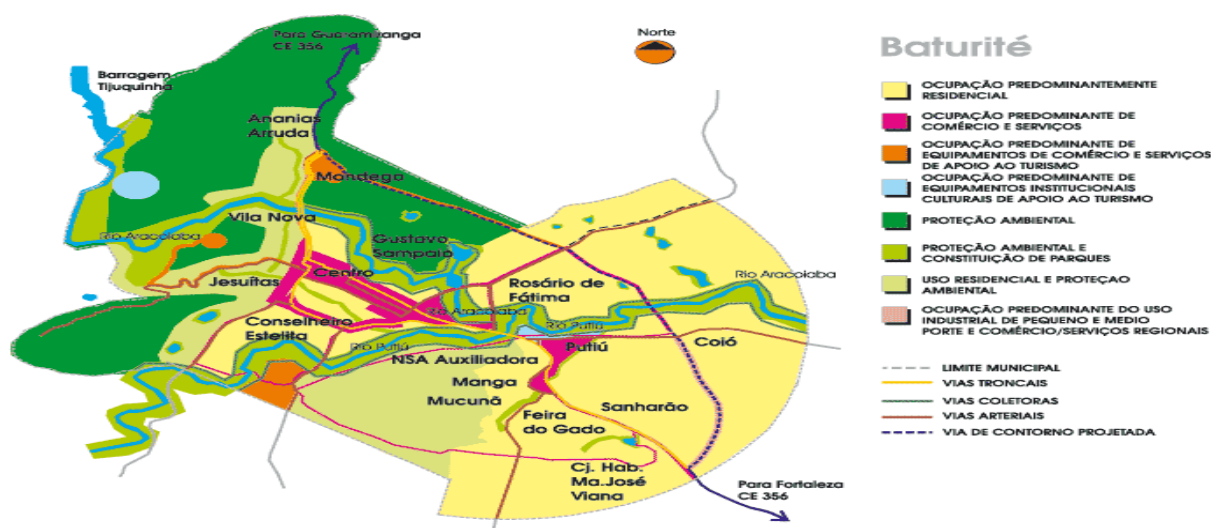 Para Guaramiranga
CE 356
Norte
Barragem
Tijuquinha
Ananias
Arruda
Mondega
Vila Nova
Rio Aracoiaba
Gustavo
Sampaio
Jesuítas
Centro
Rosário de
Fátima
Rio Aracoiaba
Rio Aracoiaba
Conselheiro
Estelita
Rio Putiú
Rio Putiú
NSA Auxiliadora
Putiú
Coió
Manga
Mucunã
Sanharão
Feira
do Gado
Cj. Hab.
Ma.José
Viana
Para Fortaleza
CE 356
Baturité
OCUPAÇÃO PREDOMINANTEMENTE
RESIDENCIAL
OCUPAÇÃO PREDOMINANTE DE
COMÉRCIO E SERVIÇOS
OCUPAÇÃO PREDOMINANTE DE
EQUIPAMENTOS DE COMÉRCIO E SERVIÇOS
DE APOIO AO TURISMO
OCUPAÇÃO PREDOMINANTE DE
EQUIPAMENTOS INSTITUCIONAIS
CULTURAIS DE APOIO AO TURISMO
PROTEÇÃO AMBIENTAL
PROTEÇÃO AMBIENTAL E
CONSTITUIÇÃO DE PARQUES
USO RESIDENCIAL E PROTEÇAO
AMBIENTAL
OCUPAÇÃO PREDOMINANTE DO USO
INDUSTRIAL DE PEQUENO E MEDIO
PORTE E COMÉRCIO/SERVIÇOS REGIONAIS
LIMITE MUNICIPAL
VIAS TRONCAIS
VIAS COLETORAS
VIAS ARTERIAIS
VIA DE CONTORNO PROJETADA